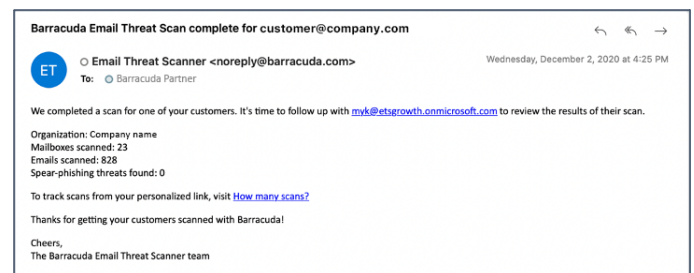 Barracuda Email Threat Scan complete for customer@company.com
ET
Email Threat Scanner <noreply@barracuda.com>
Wednesday, December 2, 2020 at 4:25 PM
To: Barracuda Partner
We completed a scan for one of your customers. It's time to follow up with myk@etsgrowth.onmicrosoft.com to review the results of their scan.
Organization: Company name
Mailboxes scanned: 23
Emails scanned: 828
Spear-phishing threats found: 0
To track scans from your personalized link, visit How many scans?
Thanks for getting your customers scanned with Barracuda!
Cheers,
The Barracuda Email Threat Scanner team